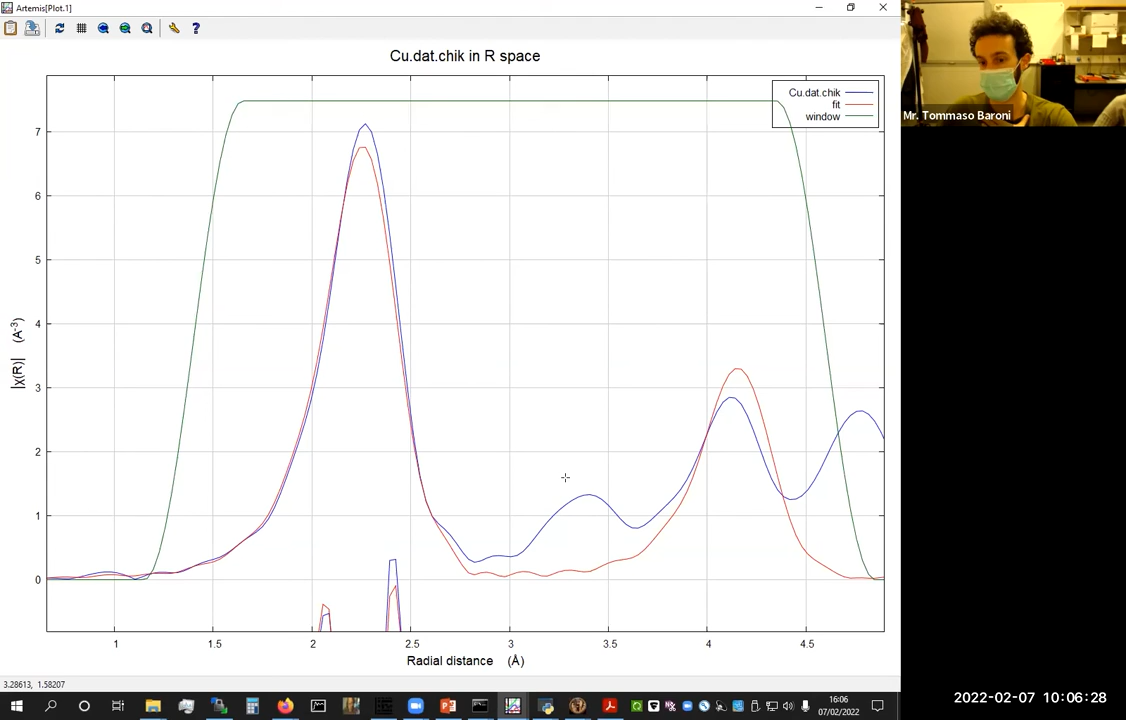 Artemis[Plot.1]
Cu.dat.chik in R space
Cu.dat.chik
fit
window
7
6
5
4
3
2
1
0
|χ(R)| (Å⁻³)
1
1.5
2
2.5
3
3.5
4
4.5
Radial distance (Å)
3.28613, 1.58207
16:06
07/02/2022
Mr. Tommaso Baroni
2022-02-07 10:06:28